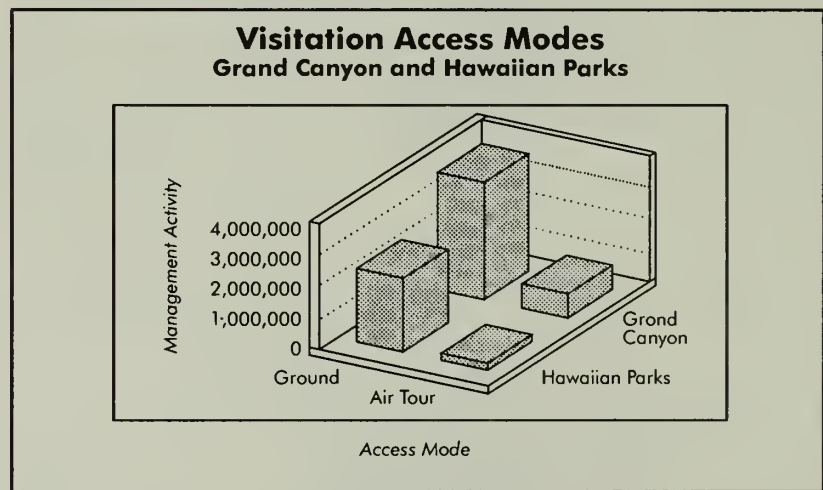 Visitation Access Modes
Grand Canyon and Hawaiian Parks
Management Activity
4,000,000
3,000,000
2,000,000
1,000,000
0
Ground
Air Tour
Hawaiian Parks
Grond
Canyon
Access Mode